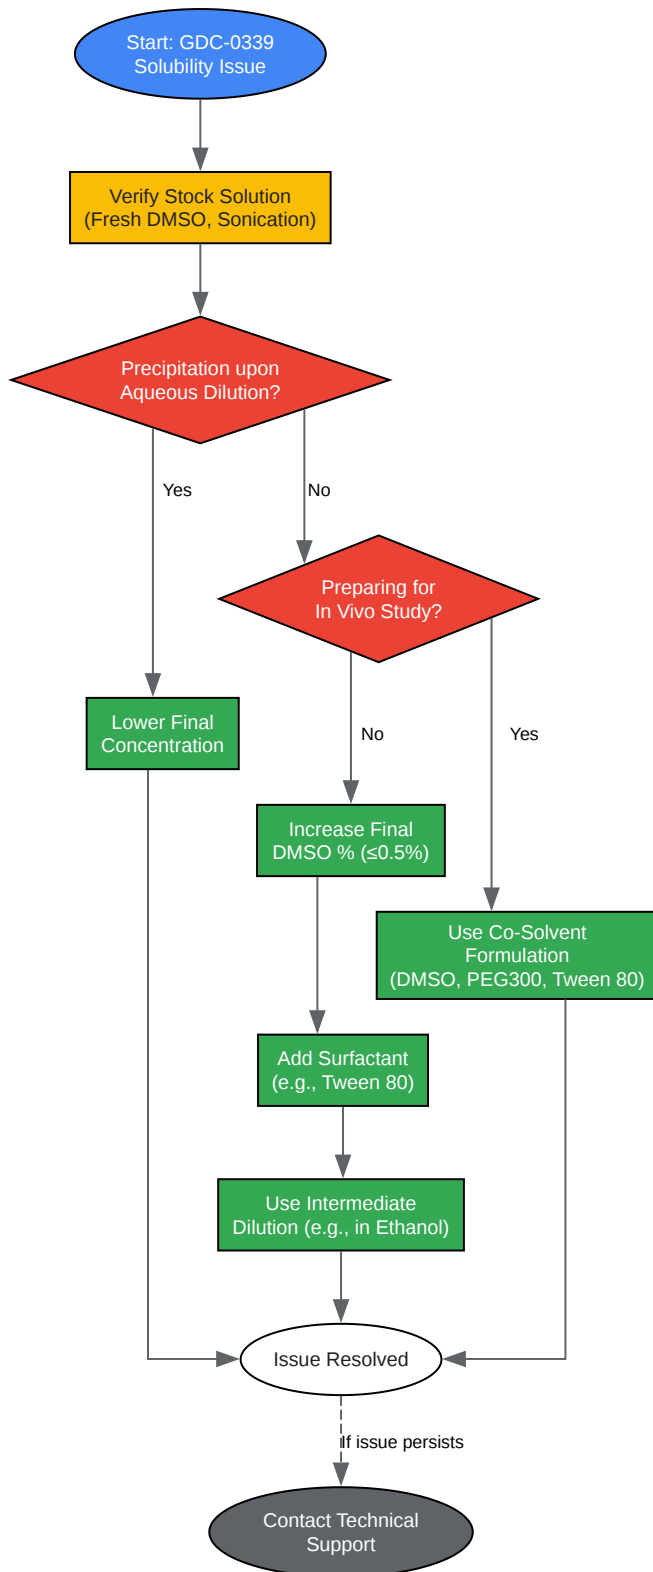 Start: GDC-0339
Solubility Issue
Verify Stock Solution
(Fresh DMSO, Sonication)
Precipitation upon
Aqueous Dilution?
Yes
No
Preparing for
In Vivo Study?
Lower Final
Concentration
No
Yes
Increase Final
DMSO % (≤0.5%)
Use Co-Solvent
Formulation
(DMSO, PEG300, Tween 80)
Add Surfactant
(e.g., Tween 80)
Use Intermediate
Dilution (e.g., in Ethanol)
Issue Resolved
If issue persists
Contact Technical
Support